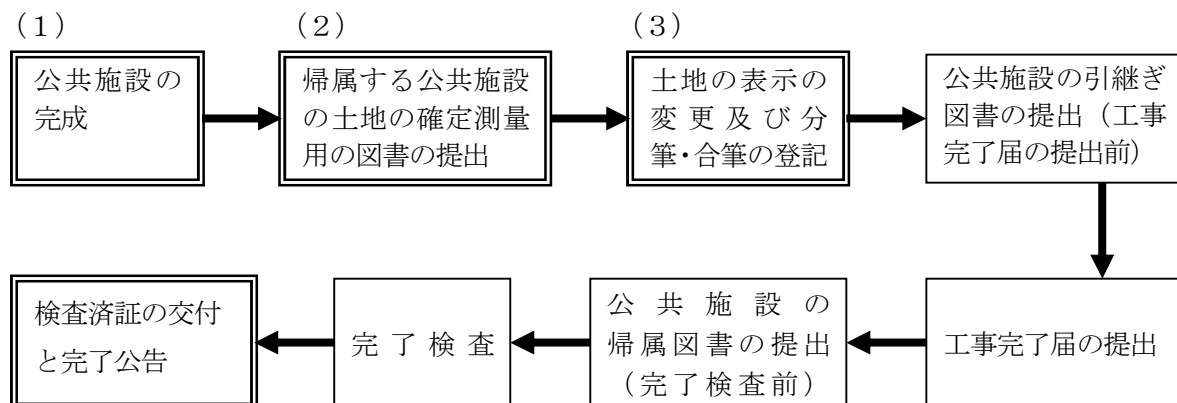 (1)
(2)
(3)
公共施設の
完成
帰属する公共施設
の土地の確定測量
用の図書の提出
土地の表示の
変更及び分
筆・合筆の登記
公共施設の引継ぎ
図書の提出（工事
完了届の提出前）
検査済証の交付
と完了公告
完了検査
公共施設の
帰属図書の提出
（完了検査前）
工事完了届の提出